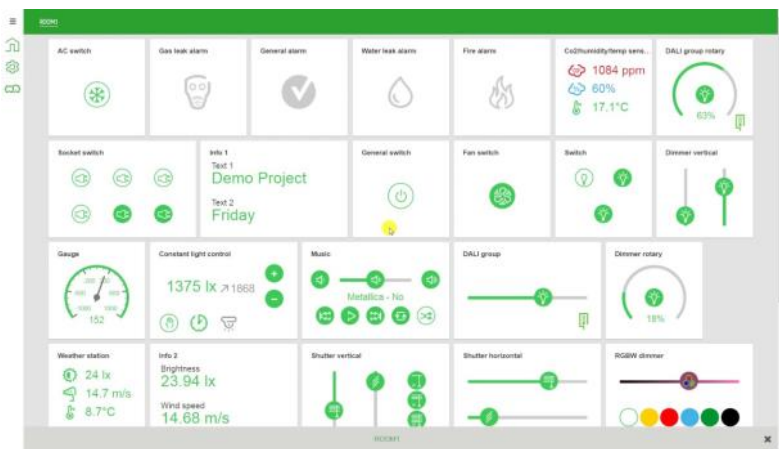 ROOM1
AC switch
Gas leak alarm
General alarm
Water leak alarm
Fire alarm
Co2/humidity/temp sens...
1084 ppm
60%
17.1°C
DALI group rotary
63%
Socket switch
Info 1
Text 1
Demo Project
Text 2
Friday
General switch
Fan switch
Switch
Dimmer vertical
Gauge
152
Constant light control
1375 lx ↗1868
Music
Metallica - No
DALI group
Dimmer rotary
18%
Weather station
24 lx
14.7 m/s
8.7°C
Info 2
Brightness
23.94 lx
Wind speed
14.68 m/s
Shutter vertical
Shutter horizontal
RGBW dimmer
ROOM1